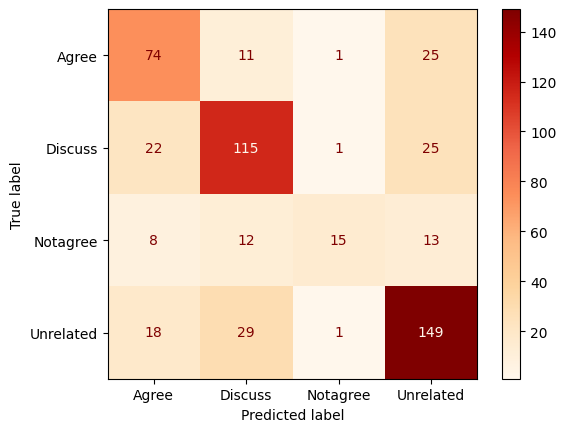 Agree 74 11 1 25
Discuss 22 115 1 25
Notagree 8 12 15 13
Unrelated 18 29 1 149
Agree Discuss Notagree Unrelated
Predicted label
True label
140
120
100
80
60
40
20